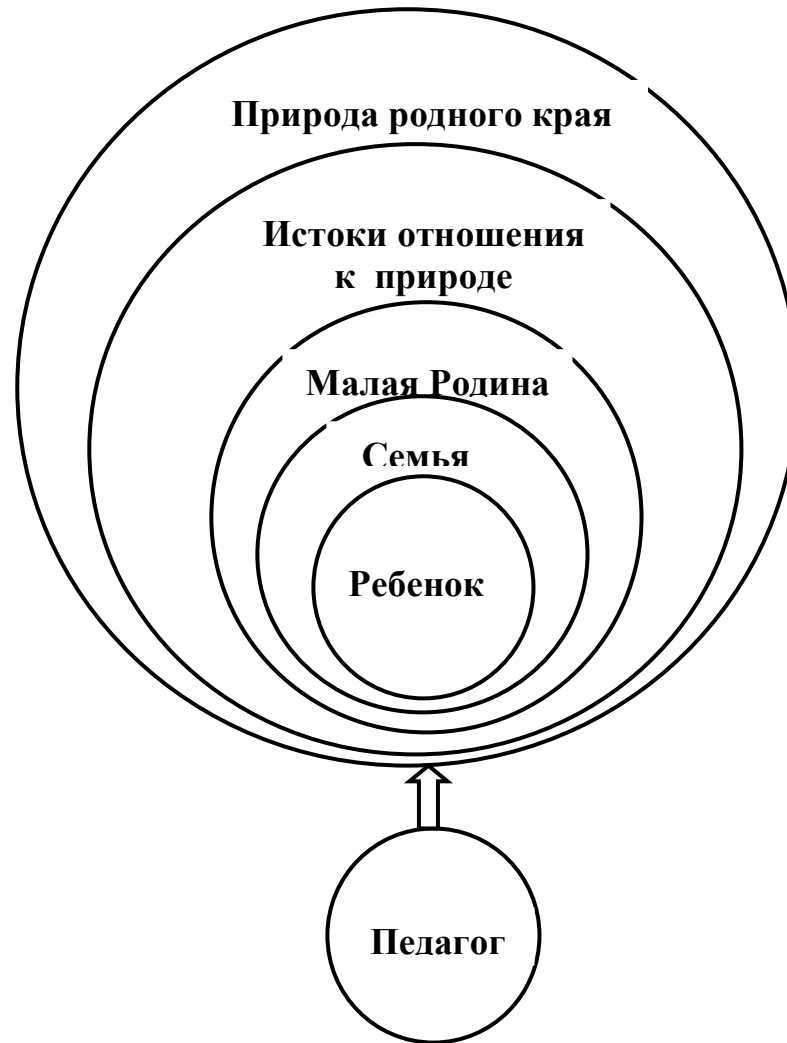 Природа родного края
Истоки отношения
к природе
Малая Родина
Семья
Ребенок
Педагог